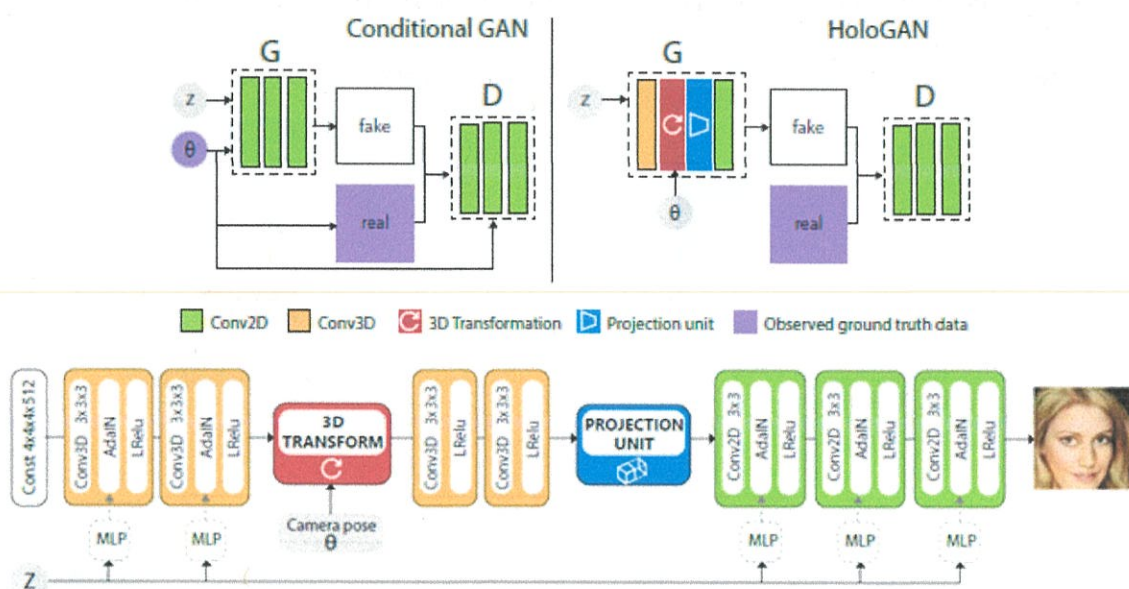 Conditional GAN
G
z
θ
fake
real
D
HoloGAN
G
z
θ
fake
real
D
Conv2D
Conv3D
3D Transformation
Projection unit
Observed ground truth data
Const 4x4x4x512
Conv3D 3x3x3
AdaIN
LRelu
Conv3D 3x3x3
AdaIN
LRelu
3D
TRANSFORM
Camera pose
θ
Conv3D 3x3x3
LRelu
Conv3D 3x3x3
LRelu
PROJECTION
UNIT
Conv2D 3x3
AdaIN
LRelu
Conv2D 3x3
AdaIN
LRelu
Conv2D 3x3
AdaIN
LRelu
MLP
MLP
MLP
MLP
MLP
Z